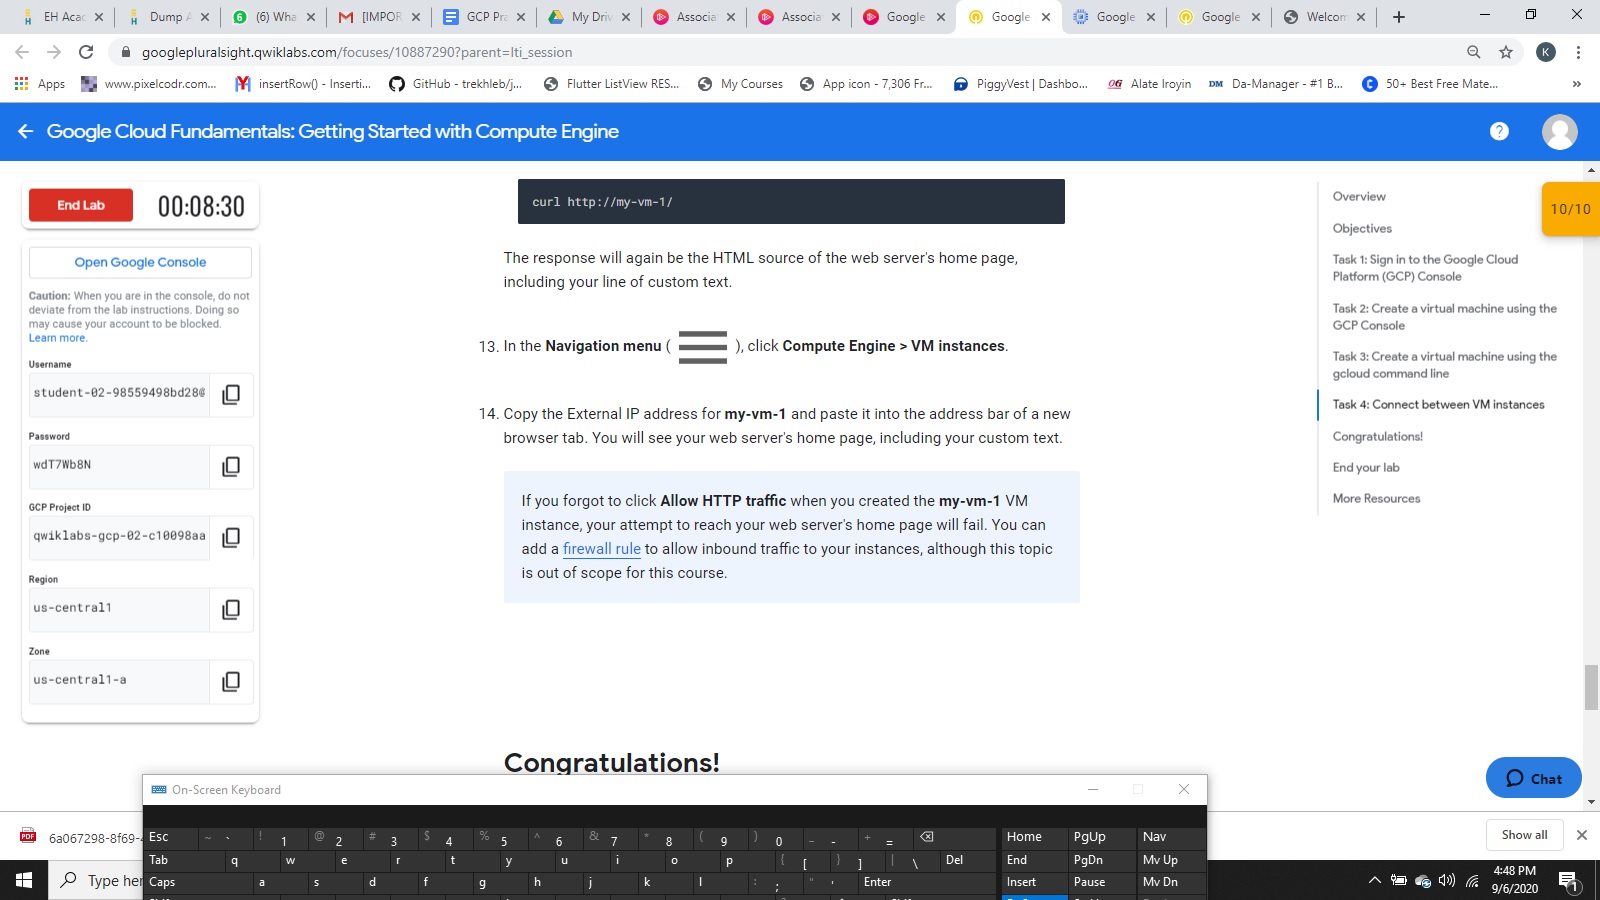 EH Acac
Dump A
(6) Wha
[IMPOR
GCP Pra
My Driv
Associa
Associa
Google
Google
Google
Google
Welcom
googlepluralsight.qwiklabs.com/focuses/10887290?parent=lti_session
K
Apps
www.pixelcodr.com...
insertRow() - Inserti...
GitHub - trekhleb/j...
Flutter ListView RES...
My Courses
App icon - 7,306 Fr...
PiggyVest | Dashbo...
Alate Iroyin
DM Da-Manager - #1 B...
50+ Best Free Mate...
»
Google Cloud Fundamentals: Getting Started with Compute Engine
End Lab
00:08:30
Open Google Console
Caution: When you are in the console, do not
deviate from the lab instructions. Doing so
may cause your account to be blocked.
Learn more.
Username
student-02-98559498bd28@
Password
wdT7Wb8N
GCP Project ID
qwiklabs-gcp-02-c10098aa
Region
us-central1
Zone
us-central1-a
curl http://my-vm-1/
The response will again be the HTML source of the web server's home page,
including your line of custom text.
13. In the Navigation menu ( ), click Compute Engine > VM instances.
14. Copy the External IP address for my-vm-1 and paste it into the address bar of a new
browser tab. You will see your web server's home page, including your custom text.
If you forgot to click Allow HTTP traffic when you created the my-vm-1 VM
instance, your attempt to reach your web server's home page will fail. You can
add a firewall rule to allow inbound traffic to your instances, although this topic
is out of scope for this course.
Congratulations!
Overview
Objectives
Task 1: Sign in to the Google Cloud
Platform (GCP) Console
Task 2: Create a virtual machine using the
GCP Console
Task 3: Create a virtual machine using the
gcloud command line
Task 4: Connect between VM instances
Congratulations!
End your lab
More Resources
10/10
Chat
On-Screen Keyboard
Esc ~ ` ! 1 @ 2 # 3 $ 4 % 5 ^ 6 & 7 * 8 ( 9 ) 0 _ - + = Home PgUp Nav
Tab q w e r t y u i o p { [ } ] | \ Del End PgDn Mv Up
Caps a s d f g h j k l : ; " ' Enter Insert Pause Mv Dn
6a067298-8f69-
Show all
Type her
4:48 PM
9/6/2020
1